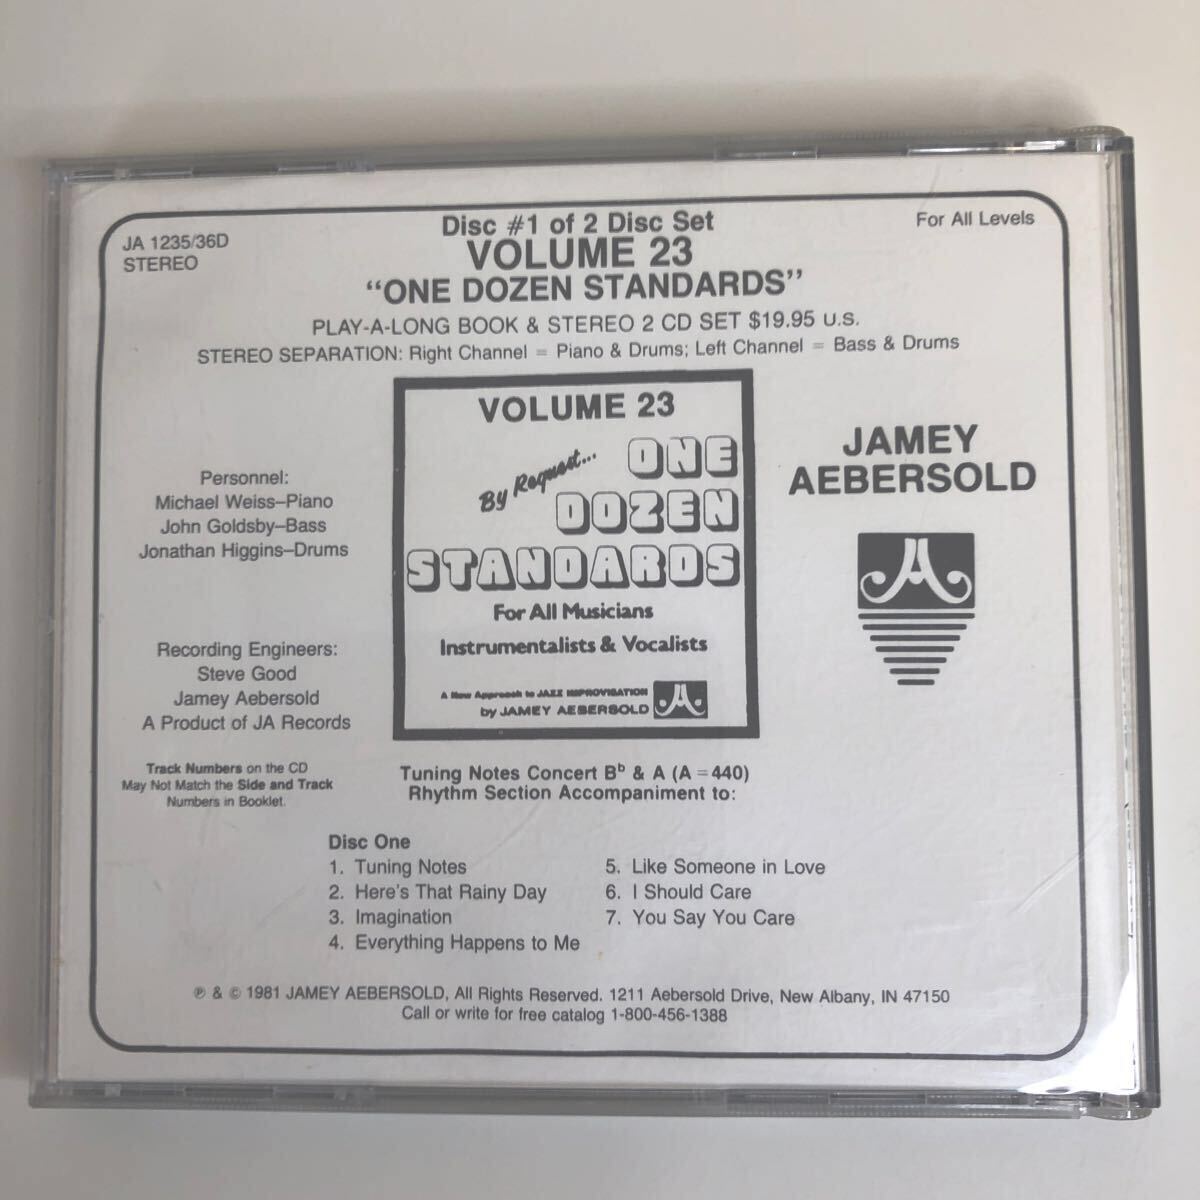 JA 1235/36D
STEREO
Disc #1 of 2 Disc Set
For All Levels
VOLUME 23
“ONE DOZEN STANDARDS”
PLAY-A-LONG BOOK & STEREO 2 CD SET $19.95 U.S.
STEREO SEPARATION: Right Channel = Piano & Drums; Left Channel = Bass & Drums
Personnel:
Michael Weiss–Piano
John Goldsby–Bass
Jonathan Higgins–Drums
Recording Engineers:
Steve Good
Jamey Aebersold
A Product of JA Records
Track Numbers on the CD
May Not Match the Side and Track
Numbers in Booklet.
VOLUME 23
By Request...
ONE
DOZEN
STANDARDS
For All Musicians
Instrumentalists & Vocalists
A New Approach to JAZZ IMPROVISATION
by JAMEY AEBERSOLD
JAMEY
AEBERSOLD
Tuning Notes Concert Bb & A (A = 440)
Rhythm Section Accompaniment to:
Disc One
1. Tuning Notes
2. Here's That Rainy Day
3. Imagination
4. Everything Happens to Me
5. Like Someone in Love
6. I Should Care
7. You Say You Care
℗ & © 1981 JAMEY AEBERSOLD, All Rights Reserved. 1211 Aebersold Drive, New Albany, IN 47150
Call or write for free catalog 1-800-456-1388